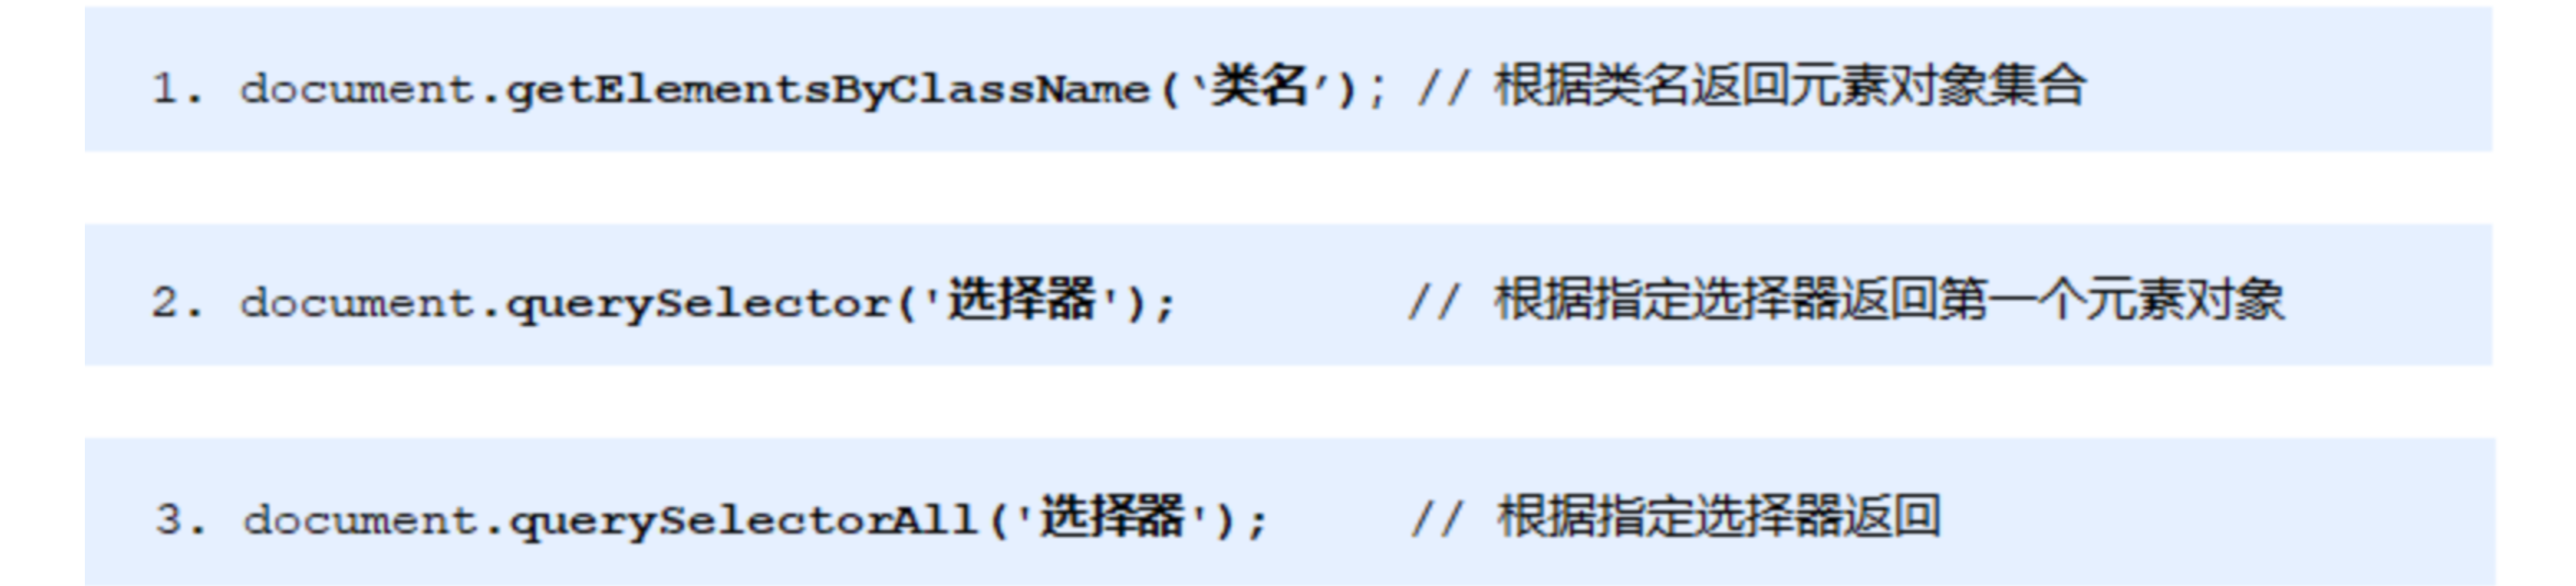 1. document.getElementsByClassName(‘类名’); // 根据类名返回元素对象集合
2. document.querySelector('选择器'); // 根据指定选择器返回第一个元素对象
3. document.querySelectorAll('选择器'); // 根据指定选择器返回